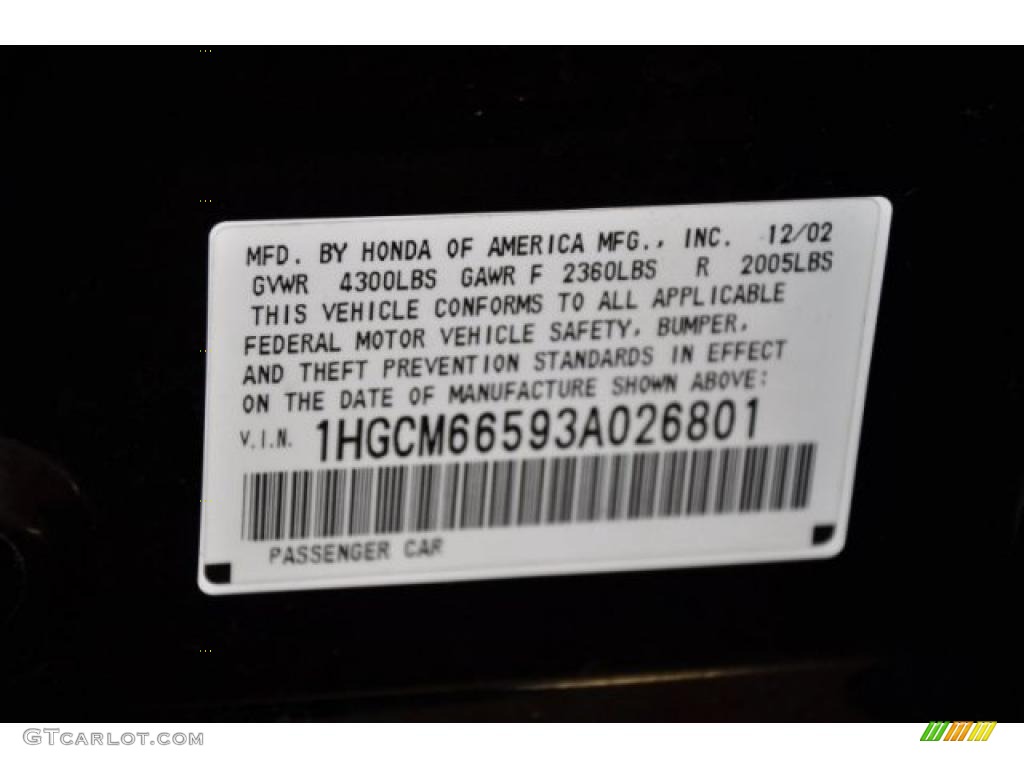 MFD. BY HONDA OF AMERICA MFG., INC. 12/02
GVWR 4300LBS GAWR F 2360LBS R 2005LBS
THIS VEHICLE CONFORMS TO ALL APPLICABLE
FEDERAL MOTOR VEHICLE SAFETY, BUMPER,
AND THEFT PREVENTION STANDARDS IN EFFECT
ON THE DATE OF MANUFACTURE SHOWN ABOVE:
V.I.N. 1HGCM66593A026801
PASSENGER CAR
GTCARLOT.COM